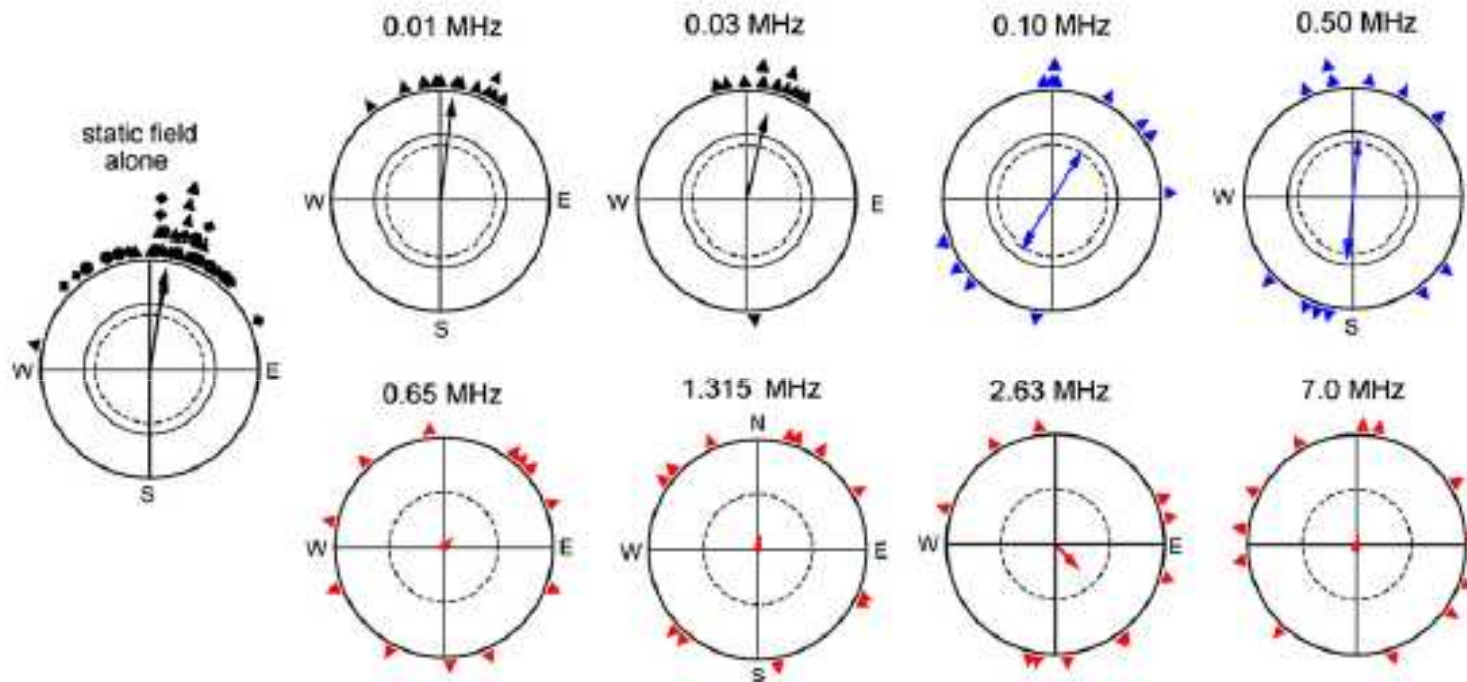 0.01 MHz
0.03 MHz
0.10 MHz
0.50 MHz
static field
alone
W
E
W
E
W
S
S
W
E
S
0.65 MHz
1.315 MHz
2.63 MHz
7.0 MHz
N
W
E
W
E
W
E
S